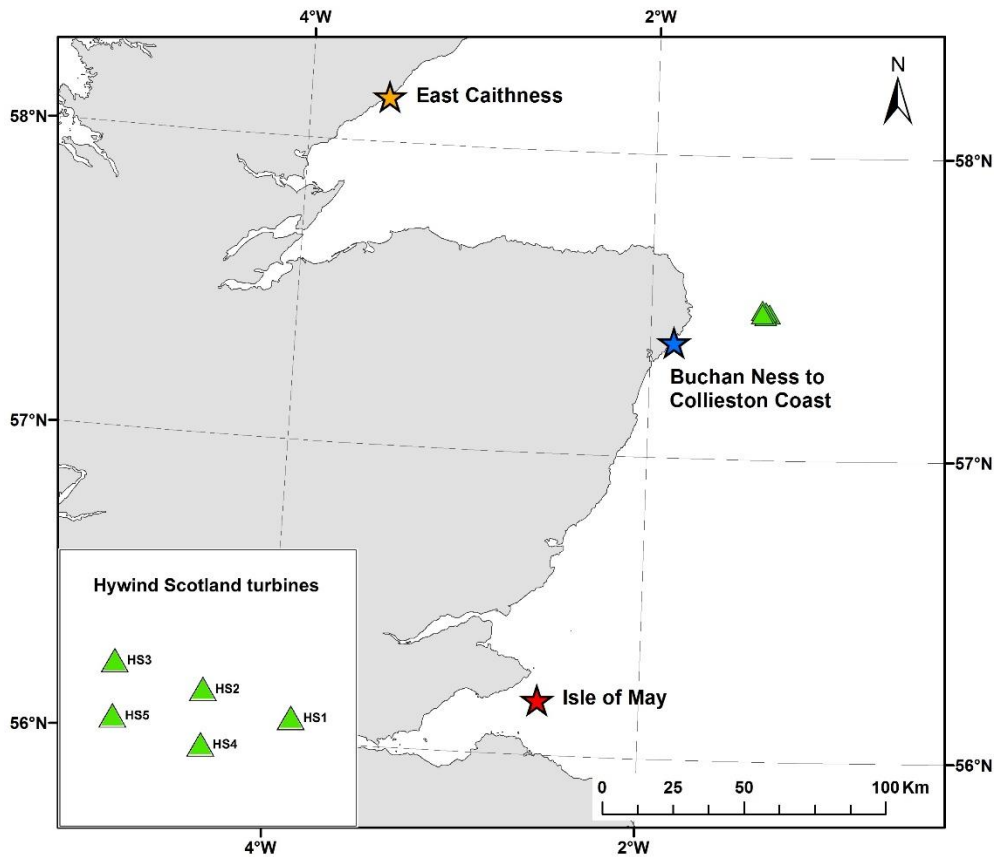 4°W
2°W
N
East Caithness
58°N
58°N
Buchan Ness to
Collieston Coast
57°N
57°N
Hywind Scotland turbines
HS3
HS2
HS5
HS1
HS4
Isle of May
56°N
56°N
0 25 50 100 Km
4°W
2°W